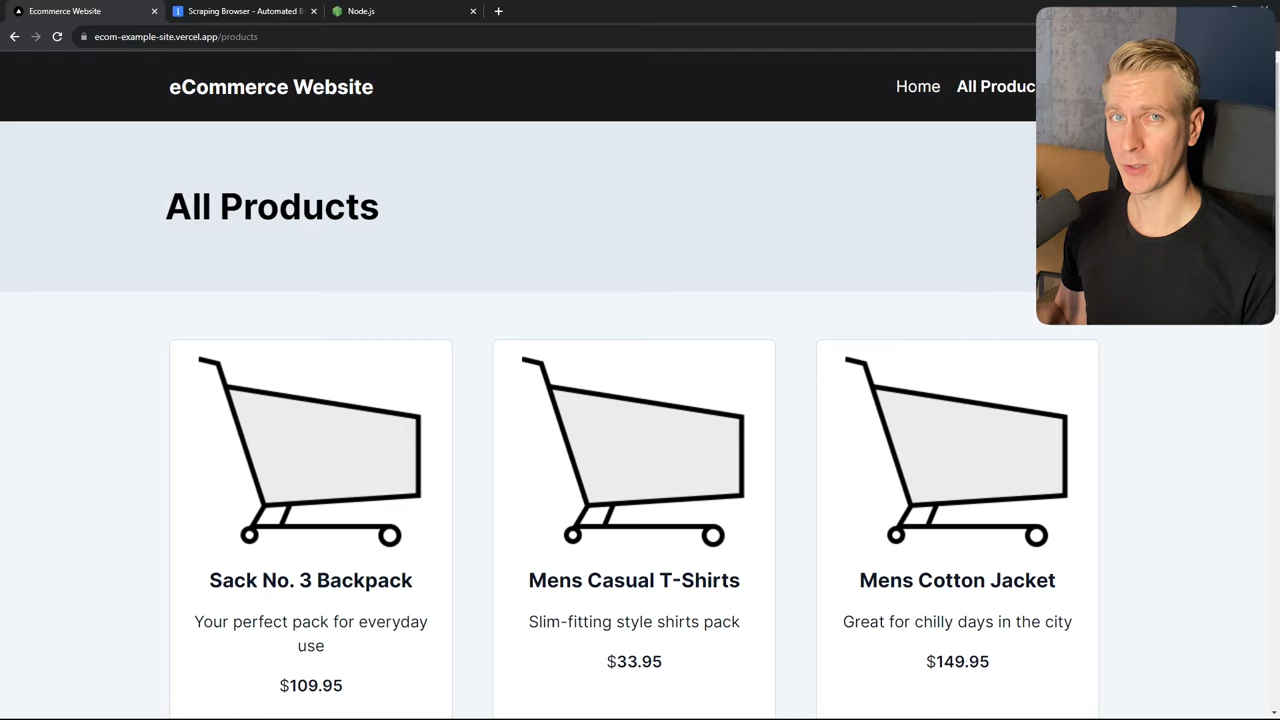 Ecommerce Website
Scraping Browser - Automated B
Node.js
ecom-example-site.vercel.app/products
eCommerce Website
Home
All Produc
All Products
Sack No. 3 Backpack
Your perfect pack for everyday
use
$109.95
Mens Casual T-Shirts
Slim-fitting style shirts pack
$33.95
Mens Cotton Jacket
Great for chilly days in the city
$149.95